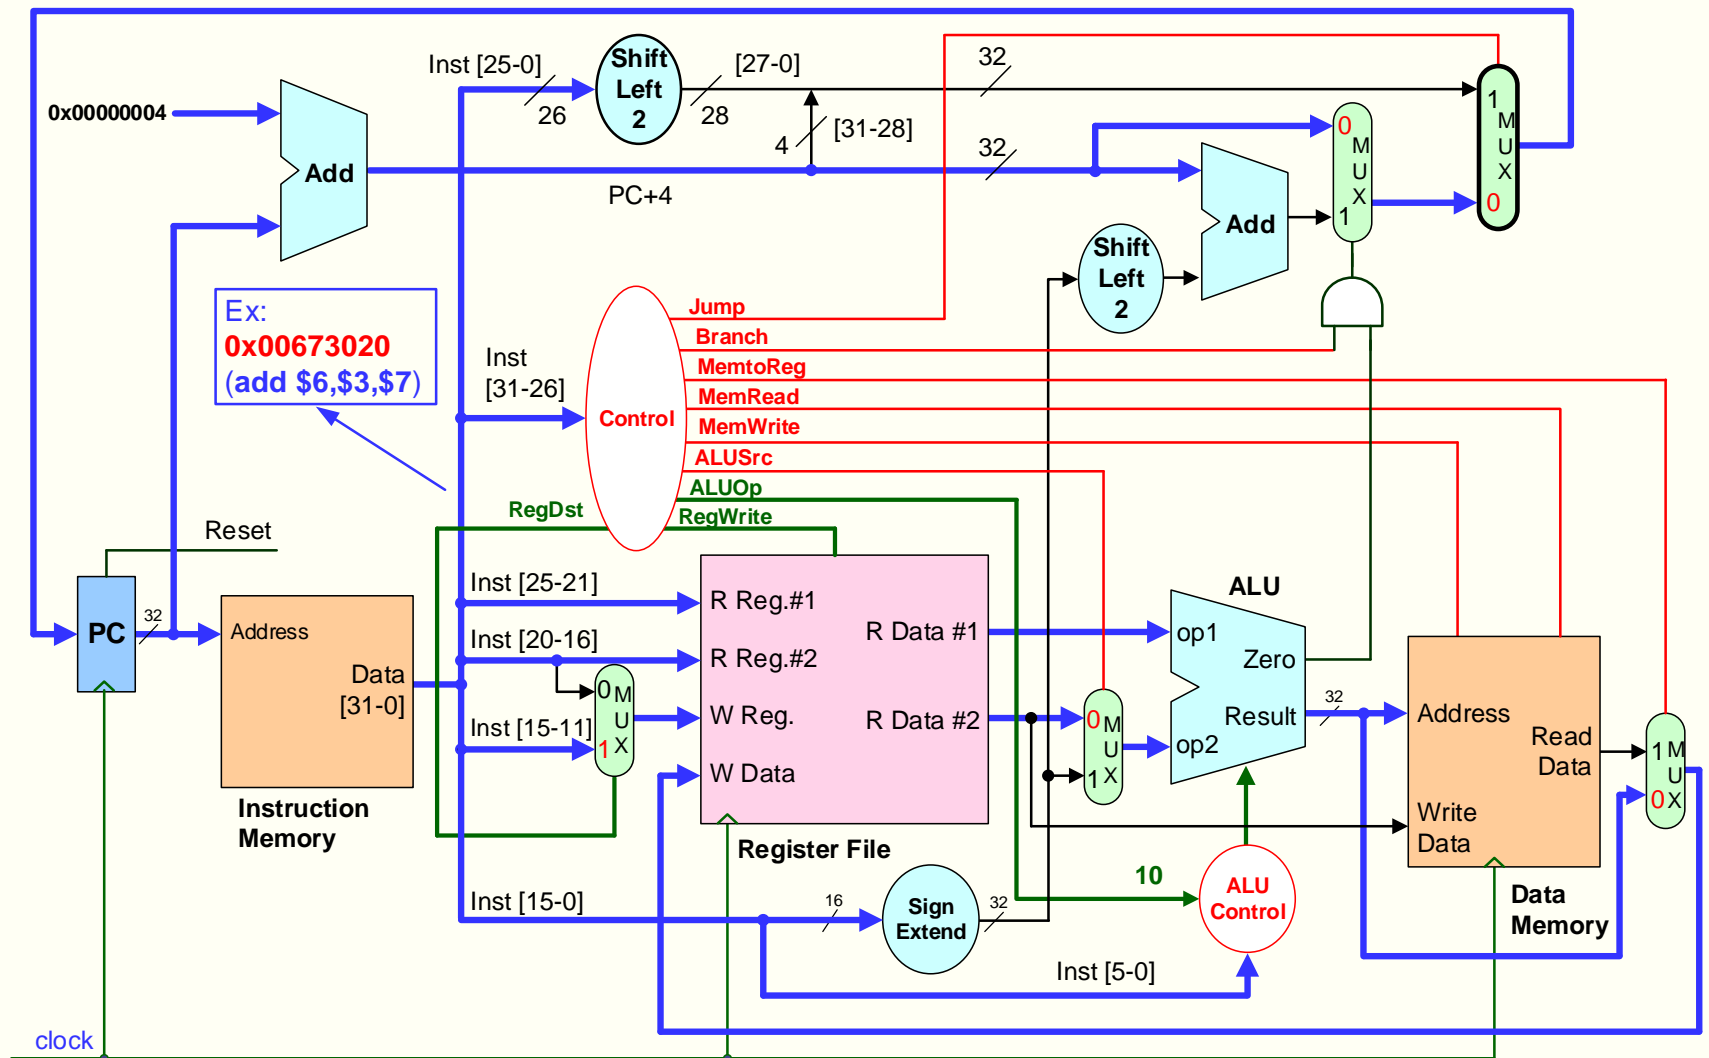 Inst [25-0]
26
Shift
Left
2
[27-0]
28
32
0x00000004
Add
4
[31-28]
PC+4
32
0
M
U
X
1
1
M
U
X
0
Add
Shift
Left
2
Ex:
0x00673020
(add $6,$3,$7)
Inst
[31-26]
Control
Jump
Branch
MemtoReg
MemRead
MemWrite
ALUSrc
ALUOp
RegWrite
RegDst
Reset
PC
32
Address
Data
[31-0]
Instruction
Memory
Inst [25-21]
Inst [20-16]
Inst [15-11]
0
M
U
X
1
R Reg.#1
R Reg.#2
W Reg.
W Data
R Data #1
R Data #2
Register File
0
M
U
X
1
ALU
op1
op2
Zero
Result
32
Address
Read
Data
Write
Data
Data
Memory
1
M
U
X
0
Inst [15-0]
16
Sign
Extend
32
10
ALU
Control
Inst [5-0]
clock